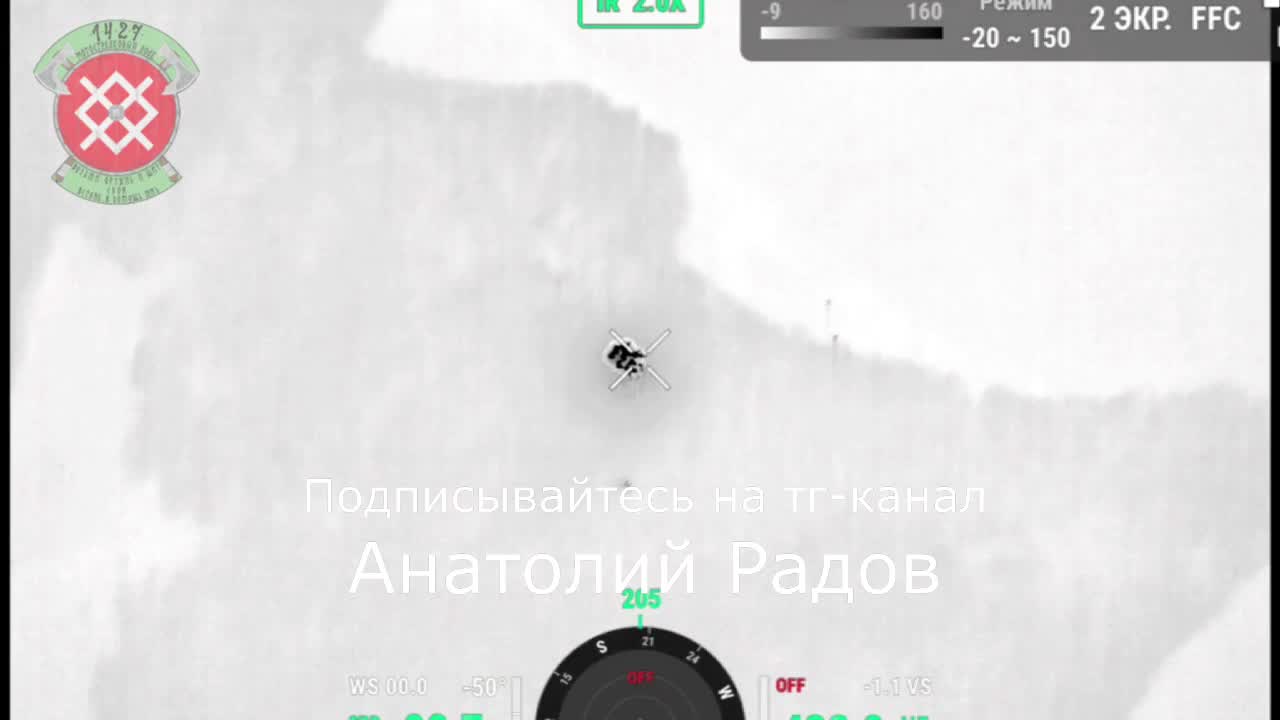 1427
IR 2.0X
-9
160
Режим
-20 ~ 150
2 ЭКР.
FFC
Подписывайтесь на тг-канал
Анатолий Радов
205
S
21
24
15
W
OFF
WS 00.0
-50°
OFF
-1.1 VS